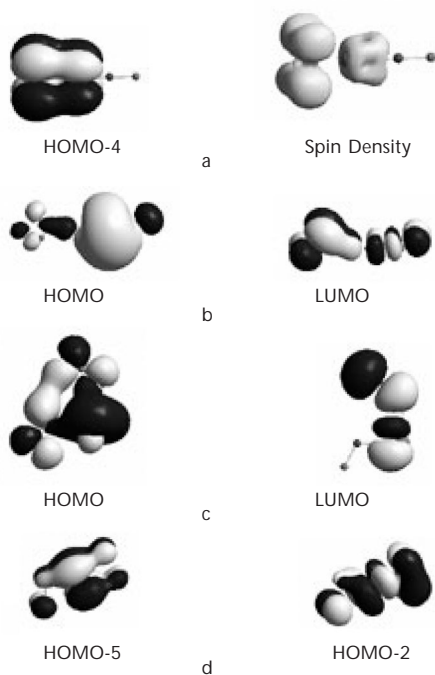 HOMO-4 Spin Density
a
HOMO LUMO
b
HOMO LUMO
c
HOMO-5 HOMO-2
d